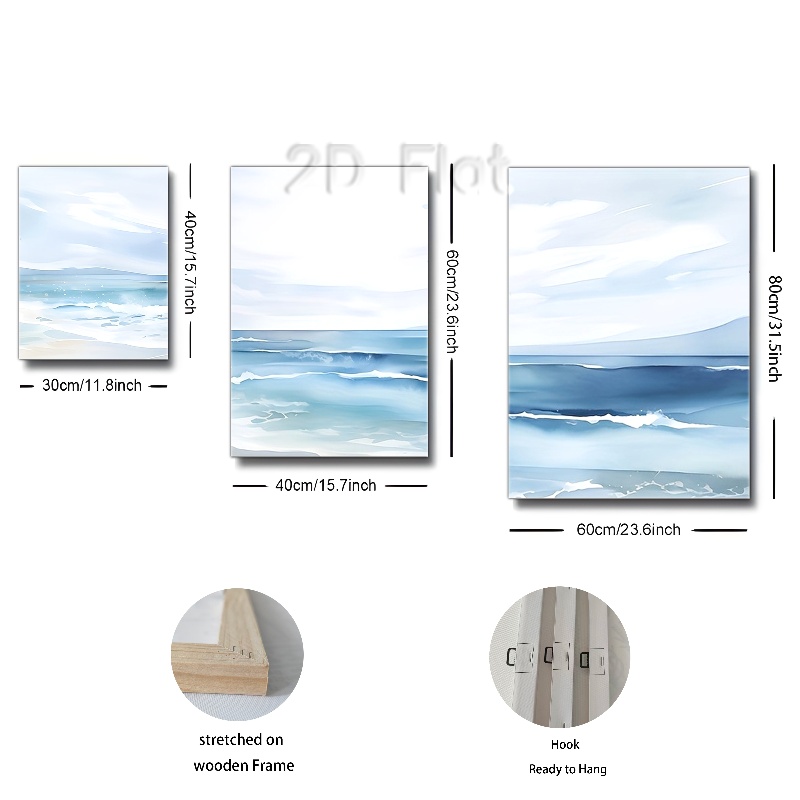 2D Flat
40cm/15.7inch
30cm/11.8inch
60cm/23.6inch
40cm/15.7inch
80cm/31.5inch
60cm/23.6inch
stretched on
wooden Frame
Hook
Ready to Hang